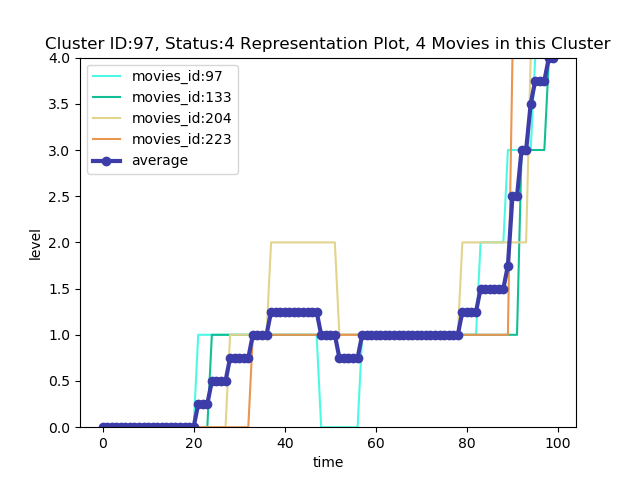 Cluster ID:97, Status:4 Representation Plot, 4 Movies in this Cluster
movies_id:97
movies_id:133
movies_id:204
movies_id:223
average
level
4.0
3.5
3.0
2.5
2.0
1.5
1.0
0.5
0.0
0 20 40 60 80 100
time